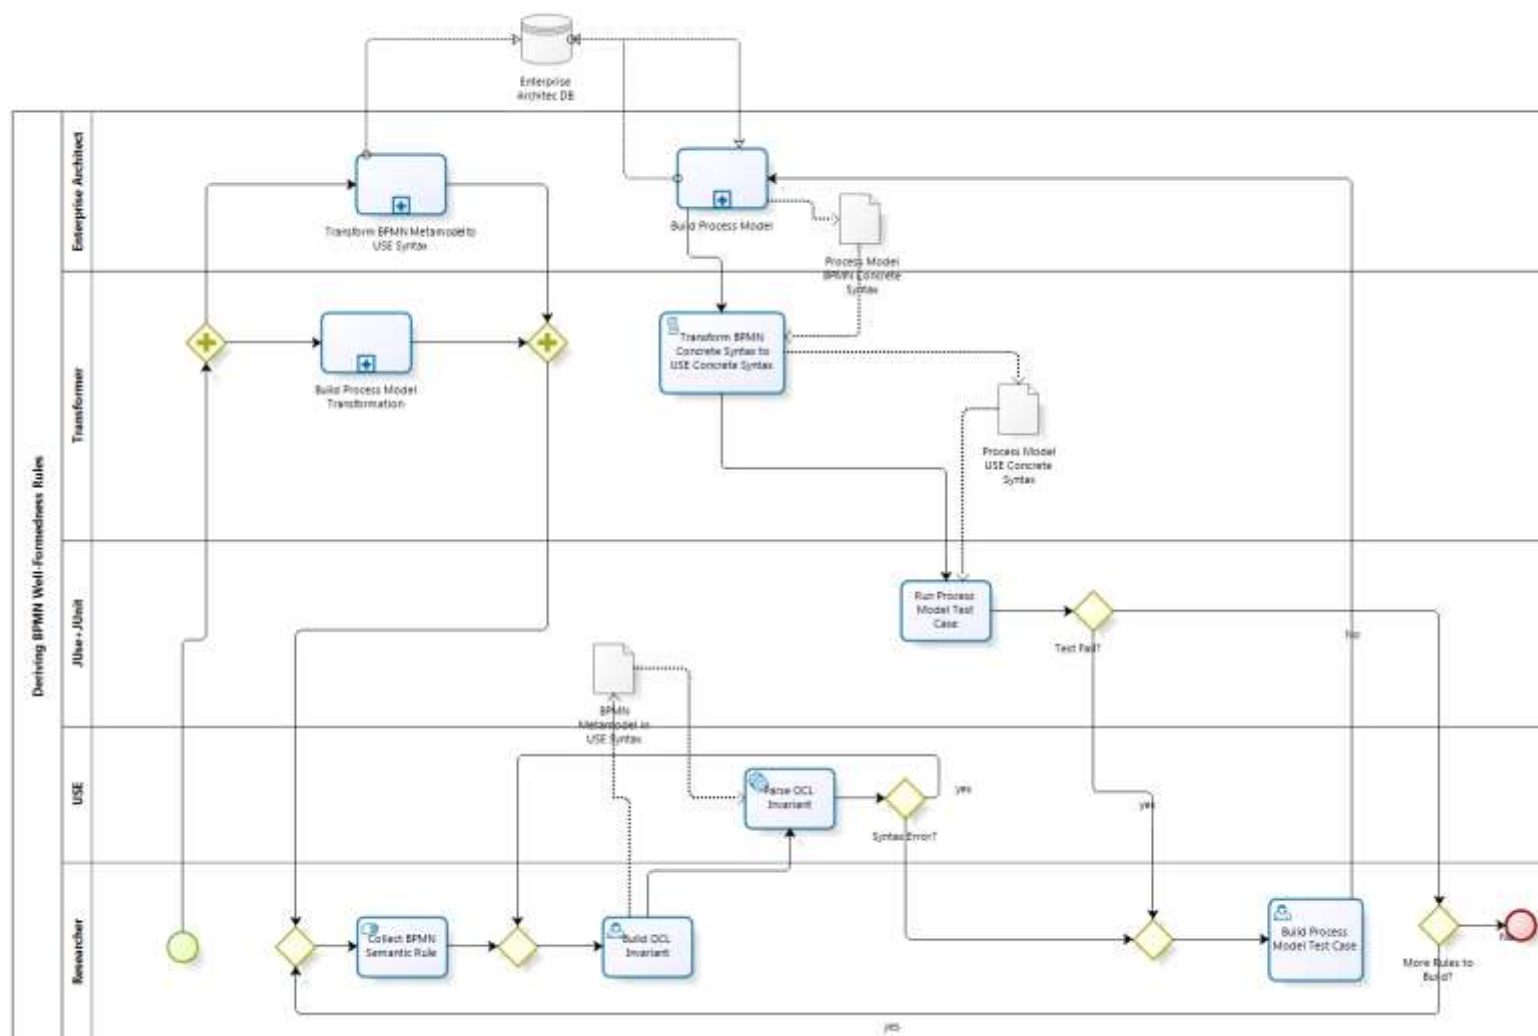 Enterprise
Architec DB
Deriving BPMN Well-Formedness Rules
Enterprise Architect
Transform BPMN Metamodel to
USE Syntax
Build Process Model
Process Model
BPMN Concrete
Syntax
Transformer
Build Process Model
Transformation
Transform BPMN
Concrete Syntax to
USE Concrete Syntax
Process Model
USE Concrete
Syntax
JUse+JUnit
Run Process
Model Test
Case
Test Fail?
No
BPMN
Metamodel in
USE Syntax
USE
Parse OCL
Invariant
yes
Syntax Error?
yes
Researcher
Collect BPMN
Semantic Rule
Build OCL
Invariant
Build Process
Model Test Case
More Rules to
Build?
yes